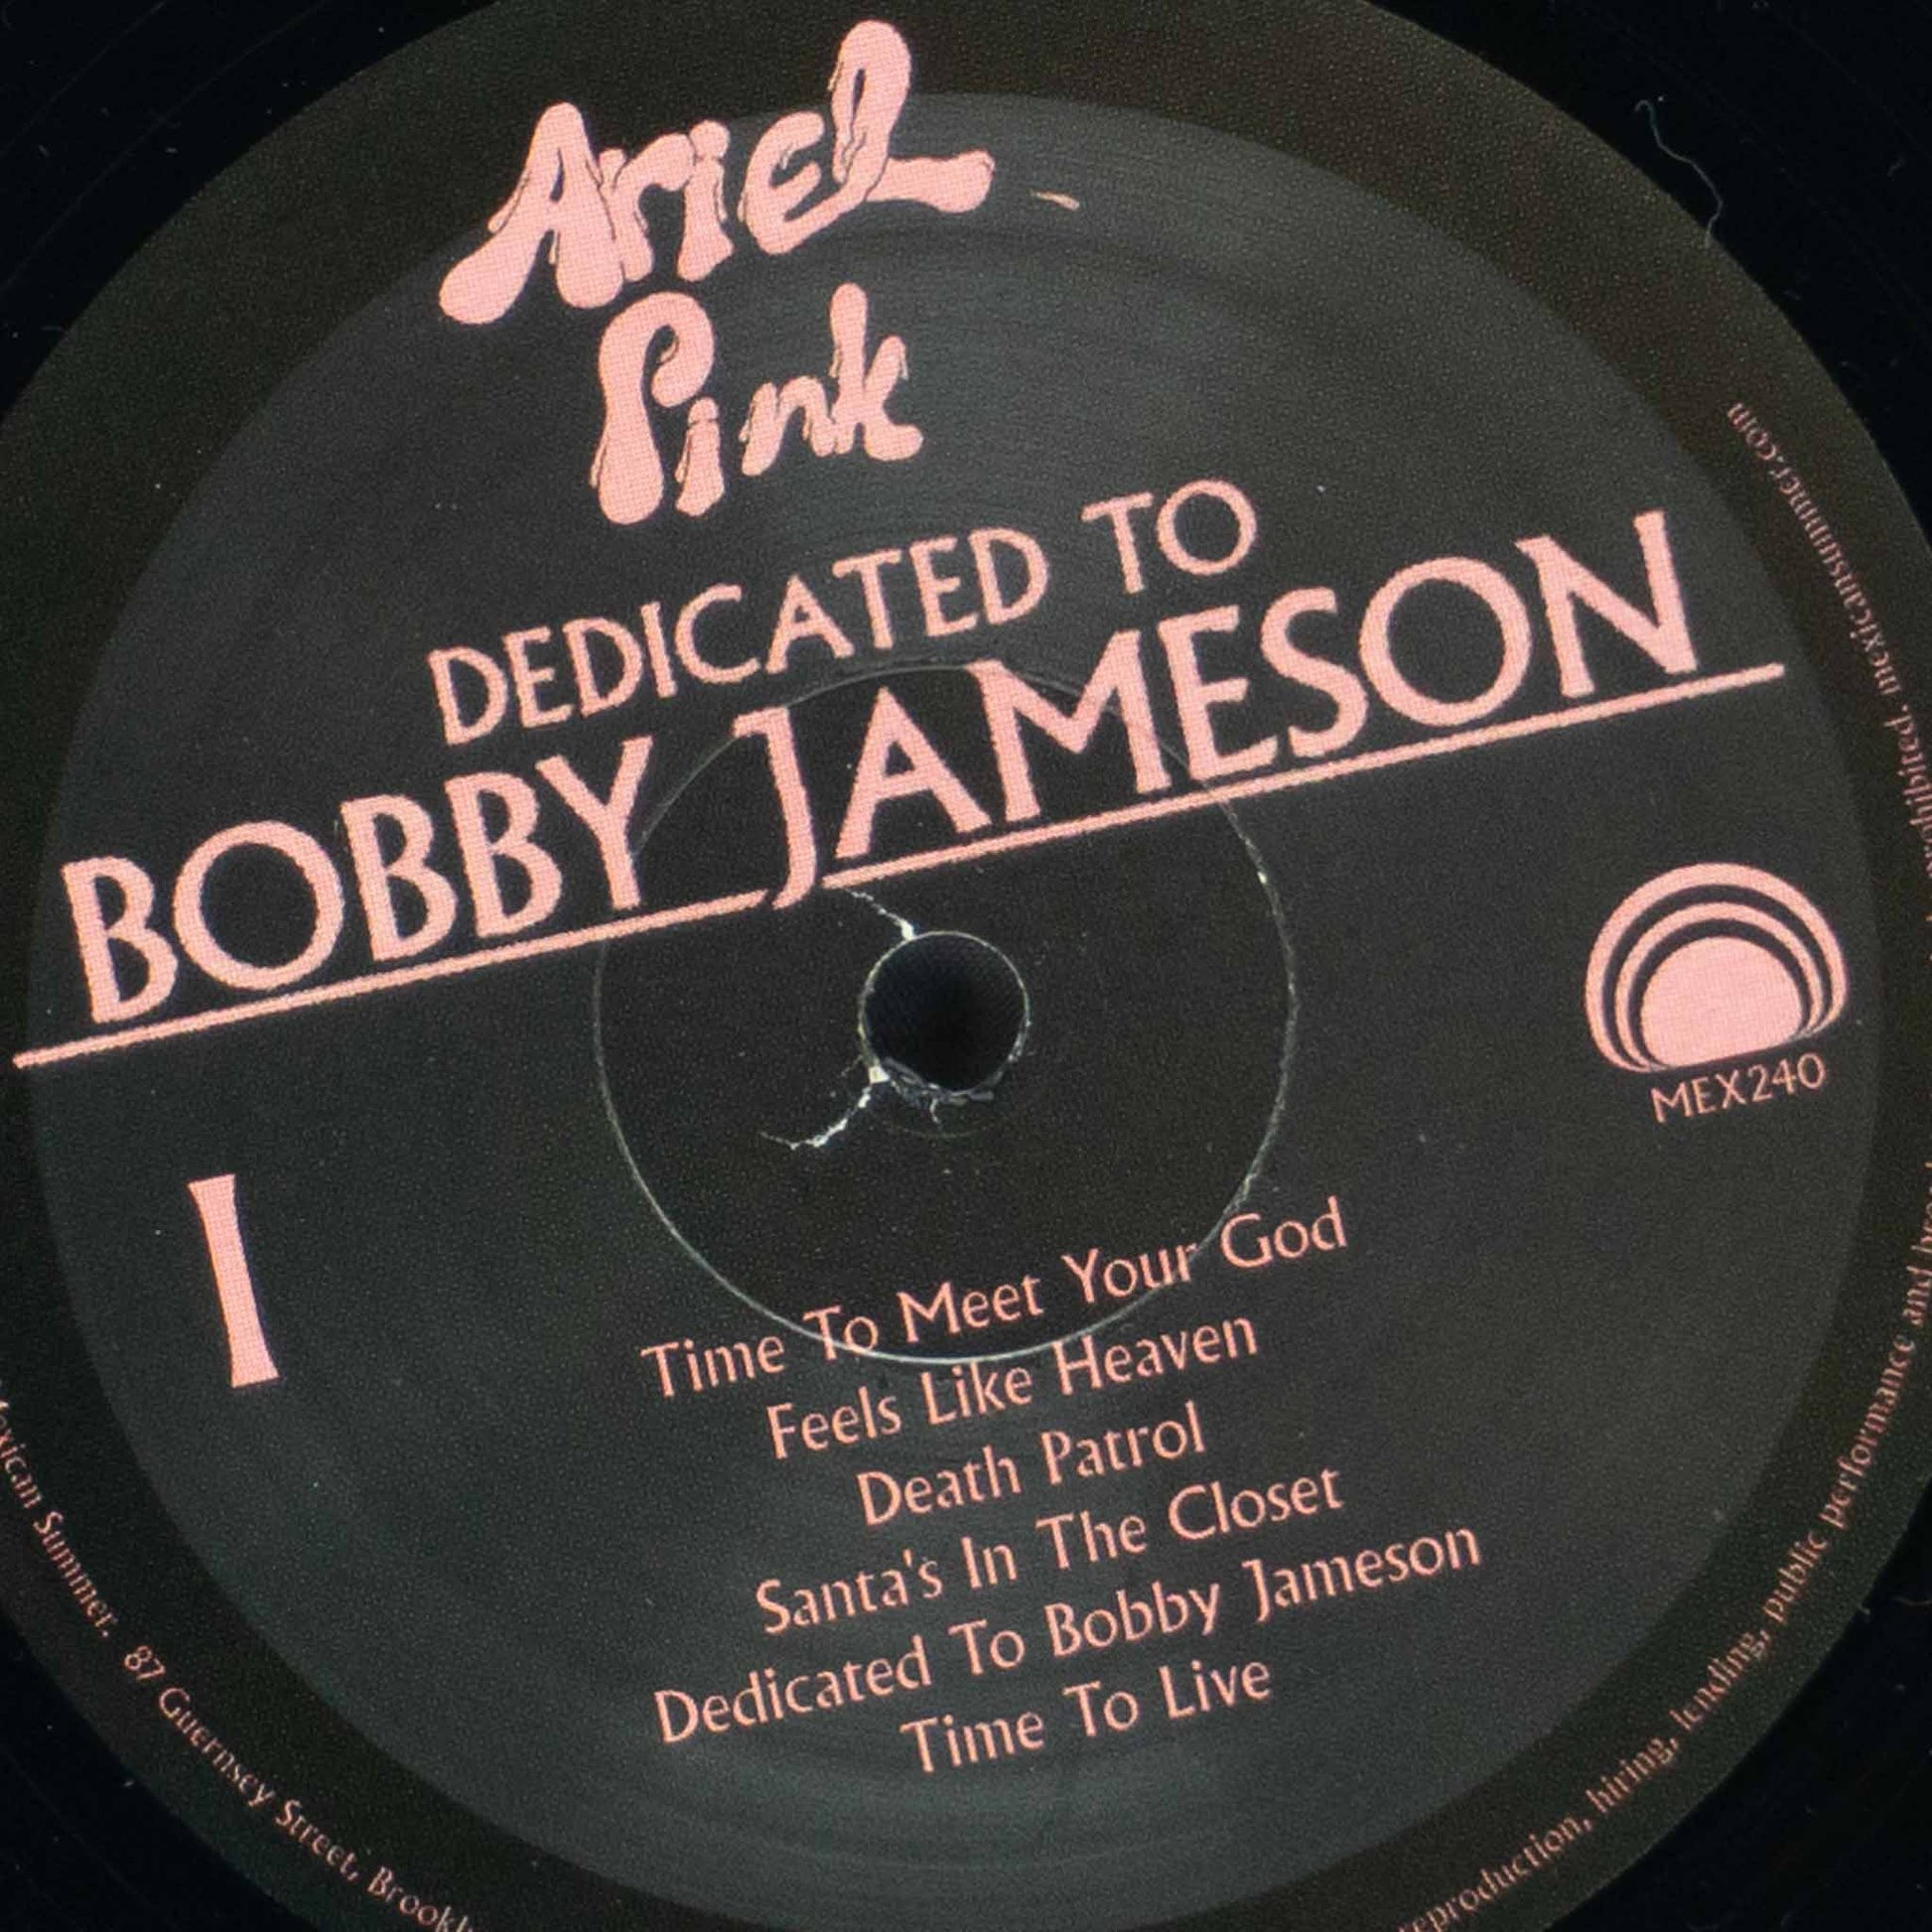 Ariel
Pink
DEDICATED TO
BOBBY JAMESON
MEX240
I
Time To Meet Your God
Feels Like Heaven
Death Patrol
Santa's In The Closet
Dedicated To Bobby Jameson
Time To Live
Mexican Summer. 87 Guernsey Street, Brookl
reproduction, hiring, lending, public performance and
prohibited. mexicansummer.com